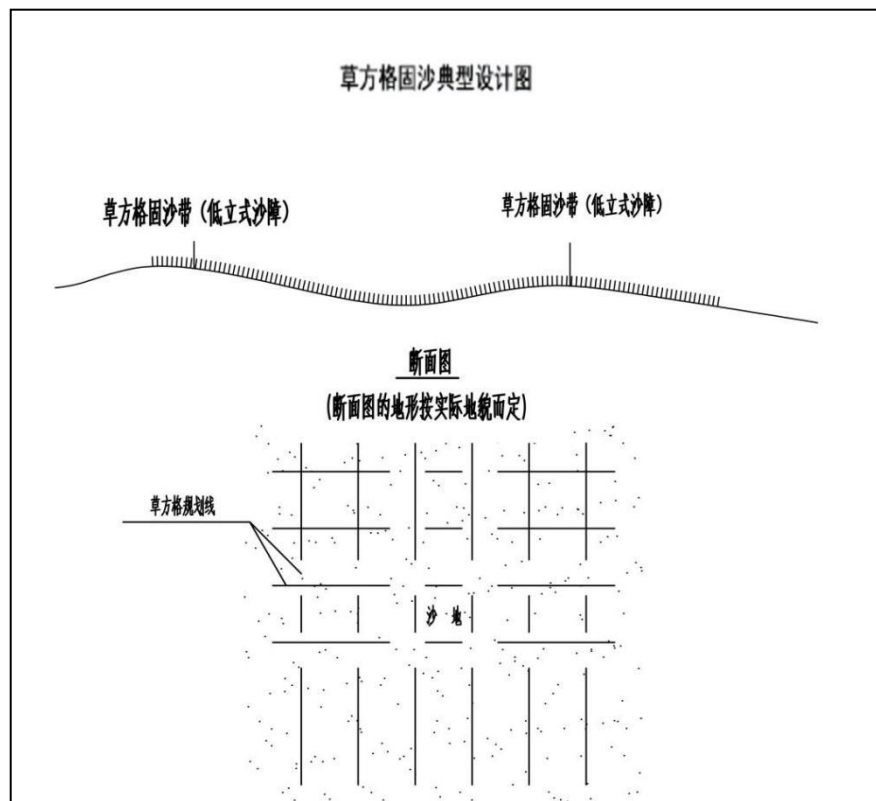 草方格固沙典型设计图
草方格固沙带（低立式沙障）
草方格固沙带（低立式沙障）
断面图
(断面图的地形按实际地貌而定)
草方格规划线
沙 地